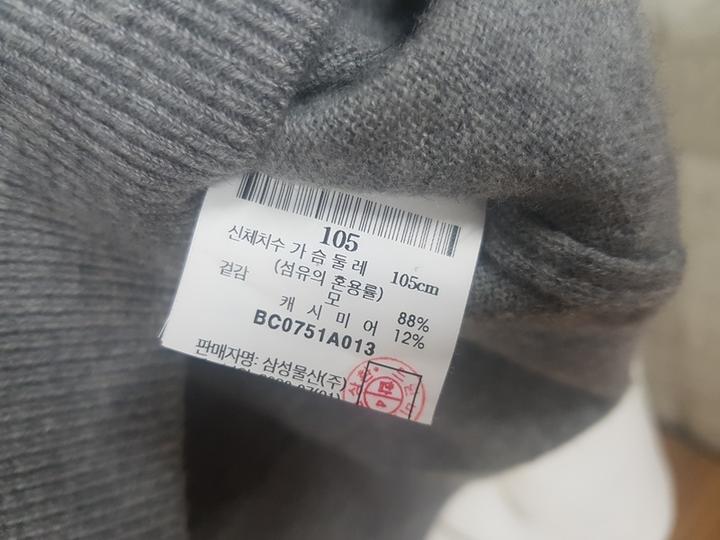 105
신체치수 가슴둘레 105cm
(섬유의 혼용률)
겉감 모 88%
캐시미어 12%
BC0751A013
판매자명: 삼성물산(주)